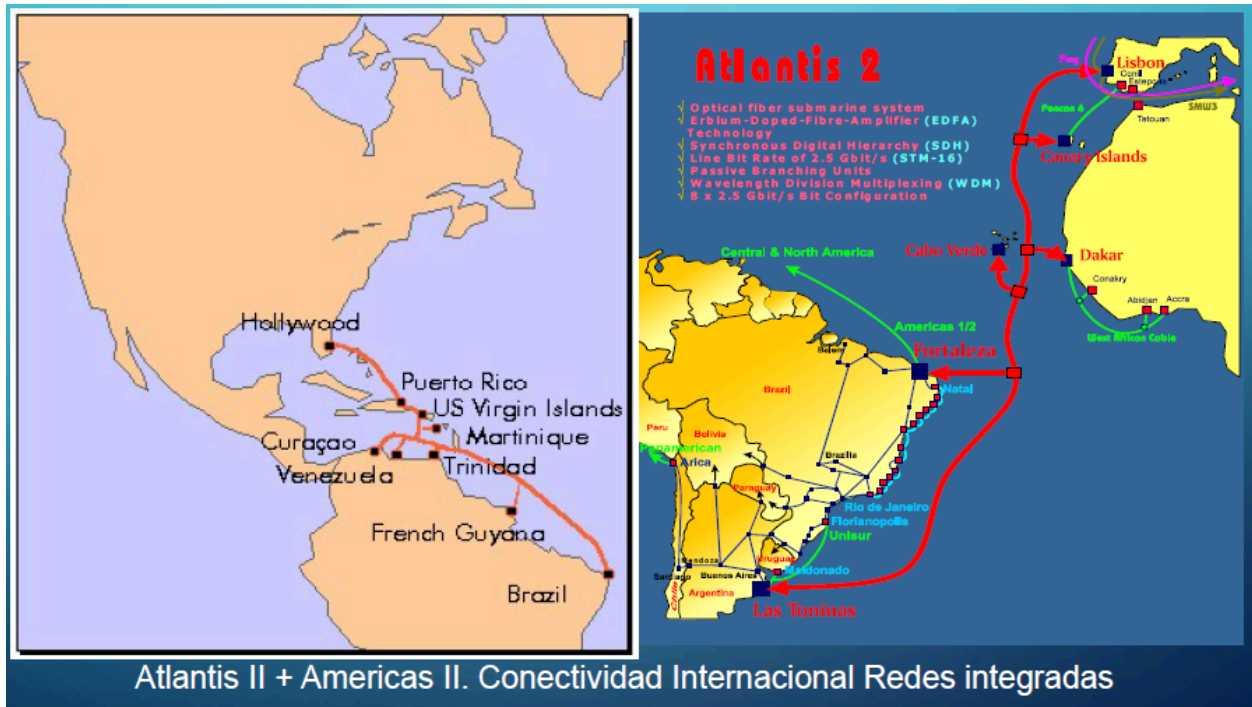 Hollywood
Puerto Rico
US Virgin Islands
Martinique
Curaçao
Venezuela
Trinidad
French Guyana
Brazil
Atlantis 2
√ Optical fiber submarine system
√ Erbium-Doped-Fibre-Amplifier (EDFA)
Technology
√ Synchronous Digital Hierarchy (SDH)
√ Line Bit Rate of 2.5 Gbit/s (STM-16)
√ Passive Branching Units
√ Wavelength Division Multiplexing (WDM)
√ 8 x 2.5 Gbit/s Bit Configuration
Flag
Lisbon
Conil
Estepona
Pencan 6
SMW3
Tetouan
Canary Islands
Cabo Verde
Dakar
Conakry
Abidjan
Accra
West African Cable
Central & North America
Americas 1/2
Belem
Fortaleza
Natal
Brazil
Peru
Bolivia
Panamerican
Arica
Brazilia
Paraguay
Rio de Janeiro
Florianopolis
Unisur
Uruguay
Maldonado
Mendoza
Santiago
Buenos Aires
Chile
Argentina
Las Toninas
Atlantis II + Americas II. Conectividad Internacional Redes integradas